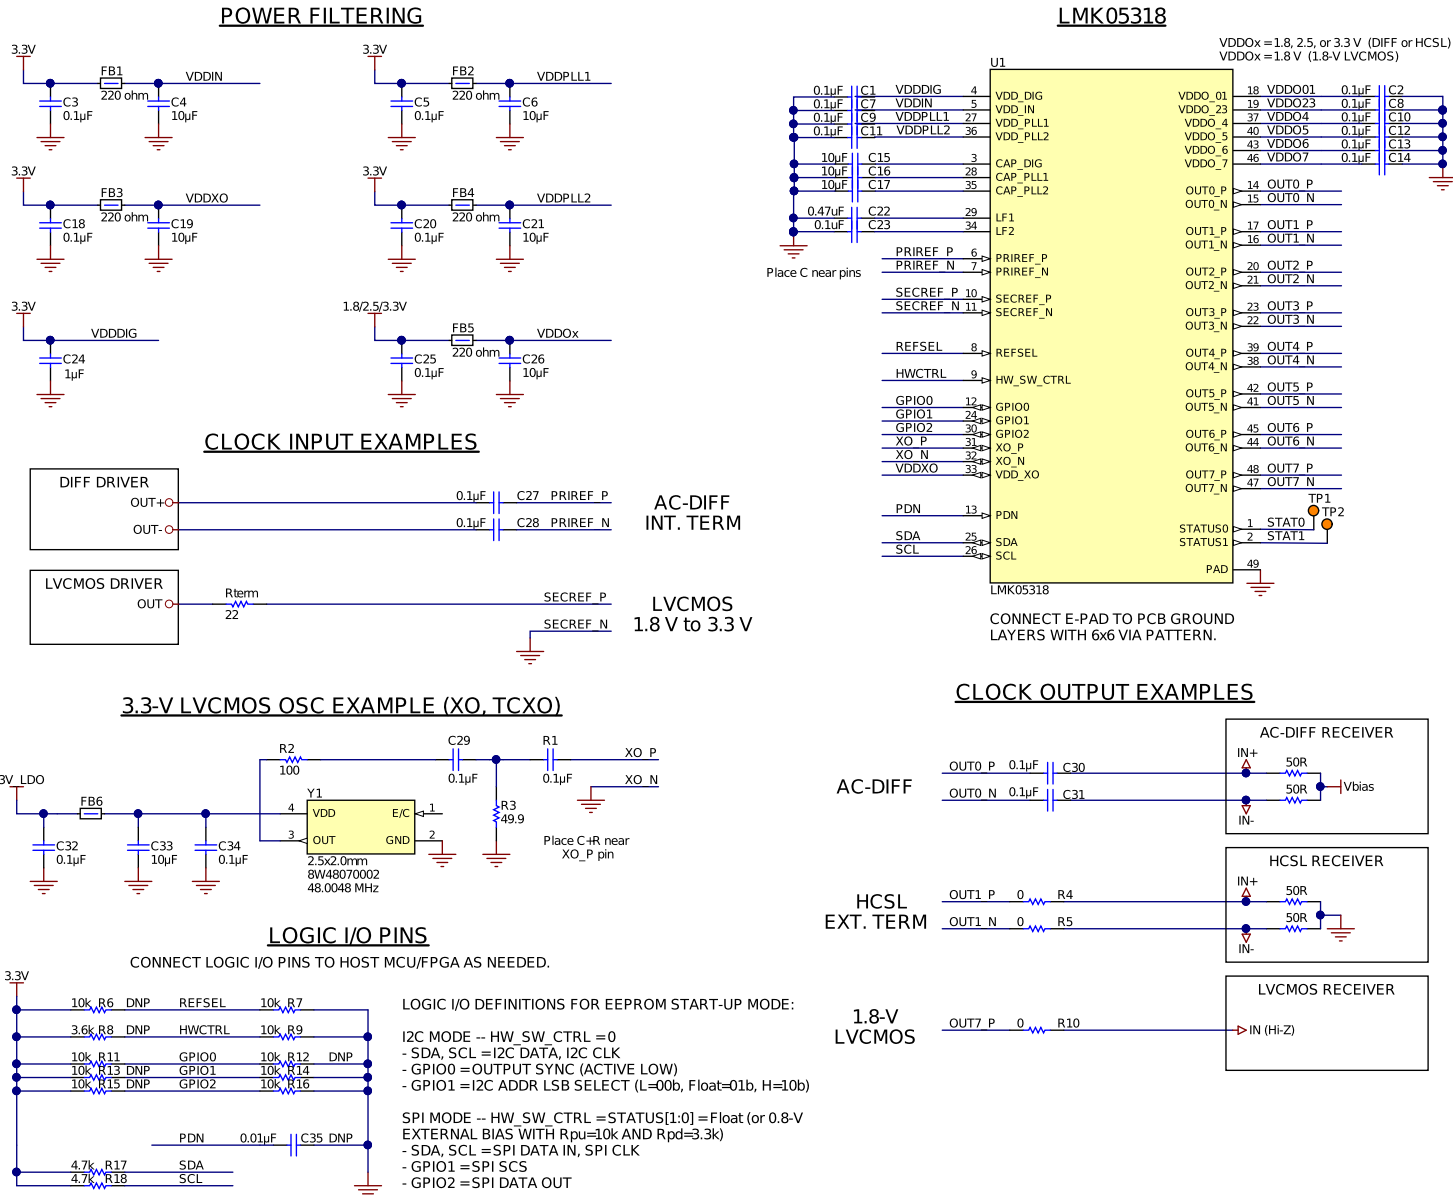 POWER FILTERING
3.3V
FB1
VDDIN
220 ohm
C3
0.1µF
C4
10µF
3.3V
FB2
VDDPLL1
220 ohm
C5
0.1µF
C6
10µF
3.3V
FB3
VDDXO
220 ohm
C18
0.1µF
C19
10µF
3.3V
FB4
VDDPLL2
220 ohm
C20
0.1µF
C21
10µF
3.3V
VDDDIG
C24
1µF
1.8/2.5/3.3V
FB5
VDDOx
220 ohm
C25
0.1µF
C26
10µF
LMK05318
VDDOx = 1.8, 2.5, or 3.3 V (DIFF or HCSL)
VDDOx = 1.8 V (1.8-V LVCMOS)
U1
0.1µF C1 VDDDIG 4 VDD_DIG
0.1µF C7 VDDIN 5 VDD_IN
0.1µF C9 VDDPLL1 27 VDD_PLL1
0.1µF C11 VDDPLL2 36 VDD_PLL2
10µF C15 3 CAP_DIG
10µF C16 28 CAP_PLL1
10µF C17 35 CAP_PLL2
0.47uF C22 29 LF1
0.1uF C23 34 LF2
Place C near pins
PRIREF_P 6 PRIREF_P
PRIREF_N 7 PRIREF_N
SECREF_P 10 SECREF_P
SECREF_N 11 SECREF_N
REFSEL 8 REFSEL
HWCTRL 9 HW_SW_CTRL
GPIO0 12 GPIO0
GPIO1 24 GPIO1
GPIO2 30 GPIO2
XO_P 31 XO_P
XO_N 32 XO_N
VDDXO 33 VDD_XO
PDN 13 PDN
SDA 25 SDA
SCL 26 SCL
VDDO_01 18 VDDO01 0.1µF C2
VDDO_23 19 VDDO23 0.1µF C8
VDDO_4 37 VDDO4 0.1µF C10
VDDO_5 40 VDDO5 0.1µF C12
VDDO_6 43 VDDO6 0.1µF C13
VDDO_7 46 VDDO7 0.1µF C14
OUT0_P 14 OUT0_P
OUT0_N 15 OUT0_N
OUT1_P 17 OUT1_P
OUT1_N 16 OUT1_N
OUT2_P 20 OUT2_P
OUT2_N 21 OUT2_N
OUT3_P 23 OUT3_P
OUT3_N 22 OUT3_N
OUT4_P 39 OUT4_P
OUT4_N 38 OUT4_N
OUT5_P 42 OUT5_P
OUT5_N 41 OUT5_N
OUT6_P 45 OUT6_P
OUT6_N 44 OUT6_N
OUT7_P 48 OUT7_P
OUT7_N 47 OUT7_N
TP1
TP2
STATUS0 1 STAT0
STATUS1 2 STAT1
PAD 49
LMK05318
CONNECT E-PAD TO PCB GROUND
LAYERS WITH 6x6 VIA PATTERN.
CLOCK INPUT EXAMPLES
DIFF DRIVER
OUT+
OUT-
0.1µF C27 PRIREF_P
0.1µF C28 PRIREF_N
AC-DIFF
INT. TERM
LVCMOS DRIVER
OUT
Rterm
22
SECREF_P
SECREF_N
LVCMOS
1.8 V to 3.3 V
3.3-V LVCMOS OSC EXAMPLE (XO, TCXO)
3V_LDO
FB6
C32
0.1µF
C33
10µF
C34
0.1µF
R2
100
Y1
4 VDD E/C 1
3 OUT GND 2
2.5x2.0mm
8W48070002
48.0048 MHz
C29
0.1µF
R1
0.1µF
R3
49.9
XO_P
XO_N
Place C+R near
XO_P pin
CLOCK OUTPUT EXAMPLES
AC-DIFF
OUT0_P 0.1µF C30
OUT0_N 0.1µF C31
AC-DIFF RECEIVER
IN+
50R
50R
Vbias
IN-
HCSL
EXT. TERM
OUT1_P 0 R4
OUT1_N 0 R5
HCSL RECEIVER
IN+
50R
50R
IN-
1.8-V
LVCMOS
OUT7_P 0 R10
LVCMOS RECEIVER
IN (Hi-Z)
LOGIC I/O PINS
CONNECT LOGIC I/O PINS TO HOST MCU/FPGA AS NEEDED.
3.3V
10k R6 DNP REFSEL 10k R7
3.6k R8 DNP HWCTRL 10k R9
10k R11 GPIO0 10k R12 DNP
10k R13 DNP GPIO1 10k R14
10k R15 DNP GPIO2 10k R16
PDN 0.01µF C35 DNP
4.7k R17 SDA
4.7k R18 SCL
LOGIC I/O DEFINITIONS FOR EEPROM START-UP MODE:
I2C MODE -- HW_SW_CTRL = 0
- SDA, SCL = I2C DATA, I2C CLK
- GPIO0 = OUTPUT SYNC (ACTIVE LOW)
- GPIO1 = I2C ADDR LSB SELECT (L=00b, Float=01b, H=10b)
SPI MODE -- HW_SW_CTRL = STATUS[1:0] = Float (or 0.8-V
EXTERNAL BIAS WITH Rpu=10k AND Rpd=3.3k)
- SDA, SCL = SPI DATA IN, SPI CLK
- GPIO1 = SPI SCS
- GPIO2 = SPI DATA OUT